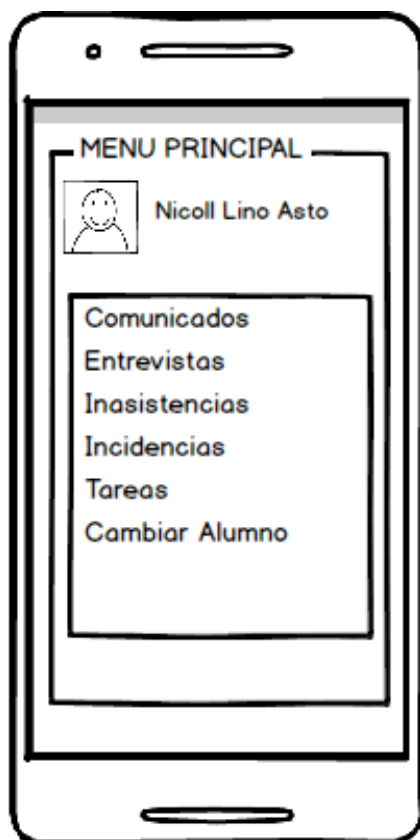 MENU PRINCIPAL
Nicoll Lino Asto
Comunicados
Entrevistas
Inasistencias
Incidencias
Tareas
Cambiar Alumno